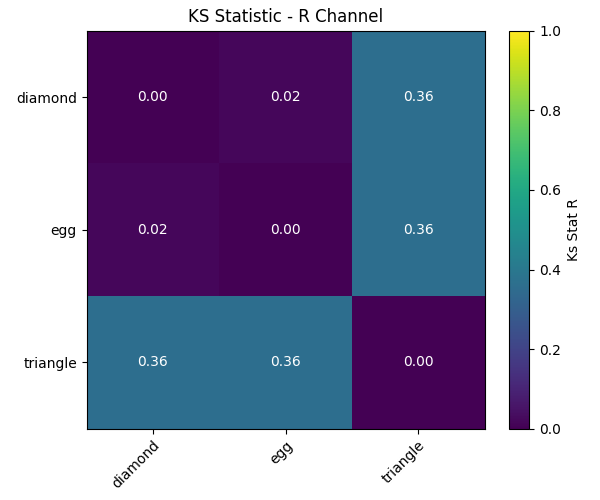 KS Statistic - R Channel
diamond 0.00 0.02 0.36
egg 0.02 0.00 0.36
triangle 0.36 0.36 0.00
diamond egg triangle
1.0
0.8
0.6
0.4
0.2
0.0
Ks Stat R